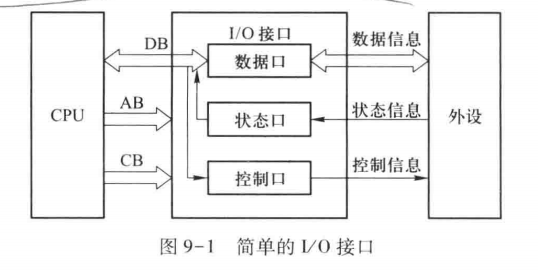 I/O 接口
DB
数据口
数据信息
CPU
AB
状态口
状态信息
外设
CB
控制口
控制信息
图 9-1 简单的 I/O 接口